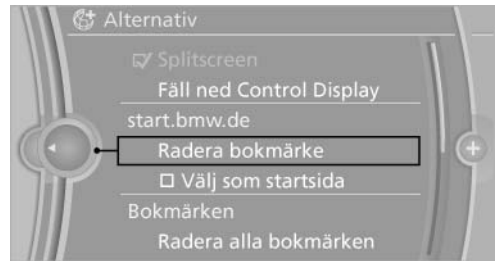 Alternativ
Splitscreen
Fäll ned Control Display
start.bmw.de
Radera bokmärke
Välj som startsida
Bokmärken
Radera alla bokmärken